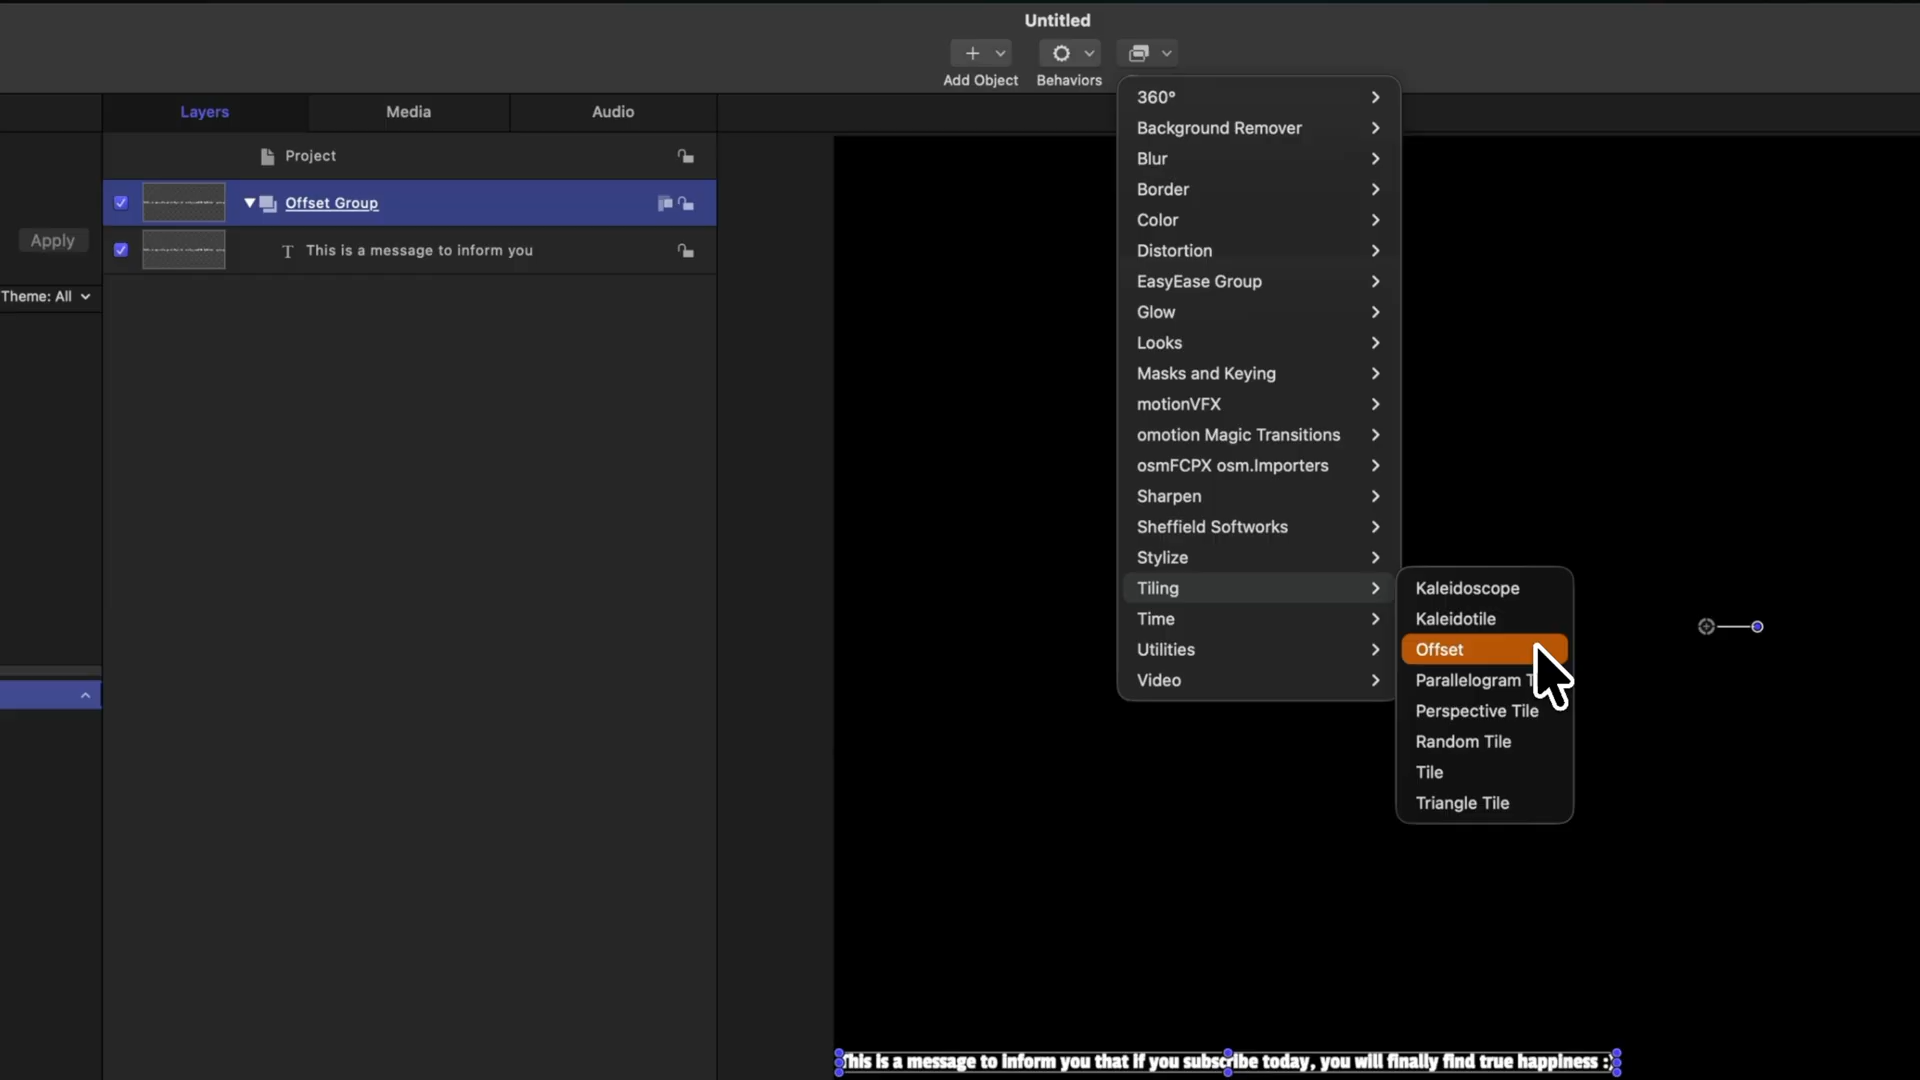 Untitled
Add Object
Behaviors
Layers
Media
Audio
Project
Offset Group
This is a message to inform you
Apply
Theme: All
360°
Background Remover
Blur
Border
Color
Distortion
EasyEase Group
Glow
Looks
Masks and Keying
motionVFX
omotion Magic Transitions
osmFCPX osm.Importers
Sharpen
Sheffield Softworks
Stylize
Tiling
Time
Utilities
Video
Kaleidoscope
Kaleidotile
Offset
Parallelogram
Perspective Tile
Random Tile
Tile
Triangle Tile
This is a message to inform you that if you subscribe today, you will finally find true happiness :)